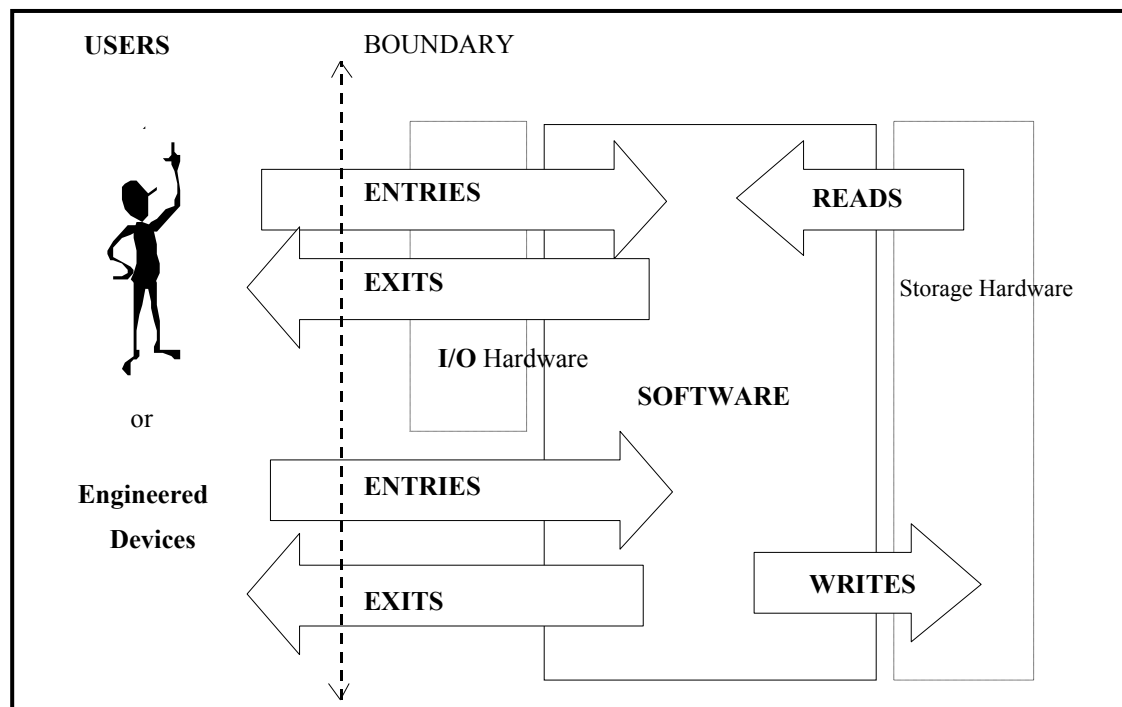 USERS
BOUNDARY
ENTRIES
READS
EXITS
Storage Hardware
I/O Hardware
SOFTWARE
or
ENTRIES
Engineered
Devices
EXITS
WRITES